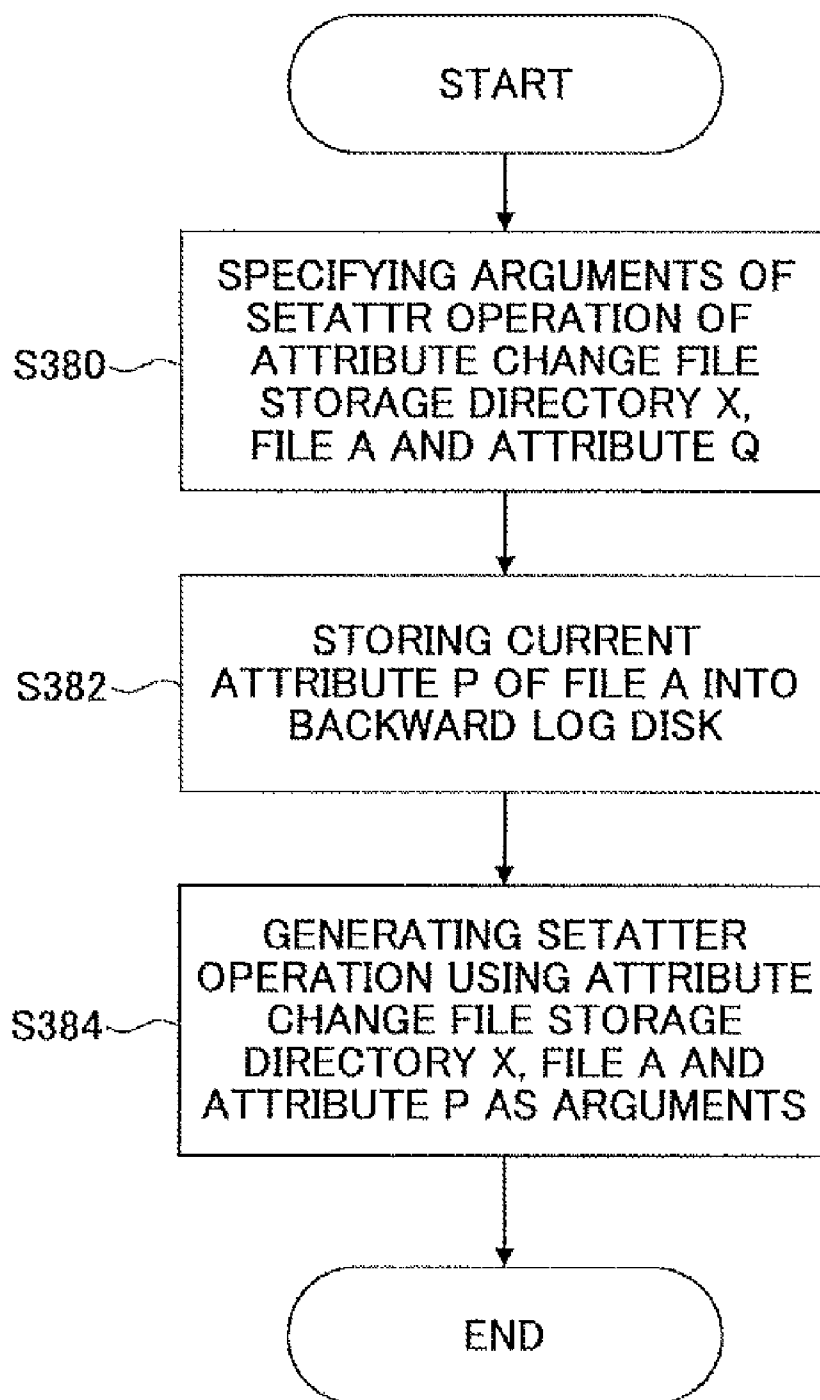 START
SPECIFYING ARGUMENTS OF
SETATTR OPERATION OF
ATTRIBUTE CHANGE FILE
STORAGE DIRECTORY X,
FILE A AND ATTRIBUTE Q
S380
STORING CURRENT
ATTRIBUTE P OF FILE A INTO
BACKWARD LOG DISK
S382
GENERATING SETATTER
OPERATION USING ATTRIBUTE
CHANGE FILE STORAGE
DIRECTORY X, FILE A AND
ATTRIBUTE P AS ARGUMENTS
S384
END